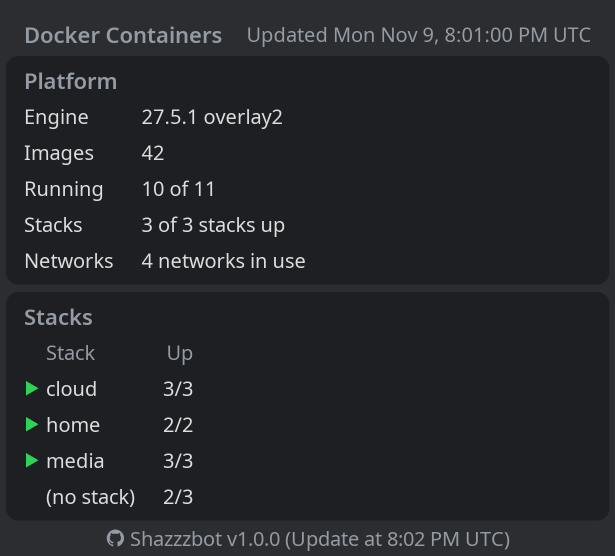 Docker Containers Updated Mon Nov 9, 8:01:00 PM UTC
Platform
Engine 27.5.1 overlay2
Images 42
Running 10 of 11
Stacks 3 of 3 stacks up
Networks 4 networks in use
Stacks
Stack Up
cloud 3/3
home 2/2
media 3/3
(no stack) 2/3
Shazzzbot v1.0.0 (Update at 8:02 PM UTC)